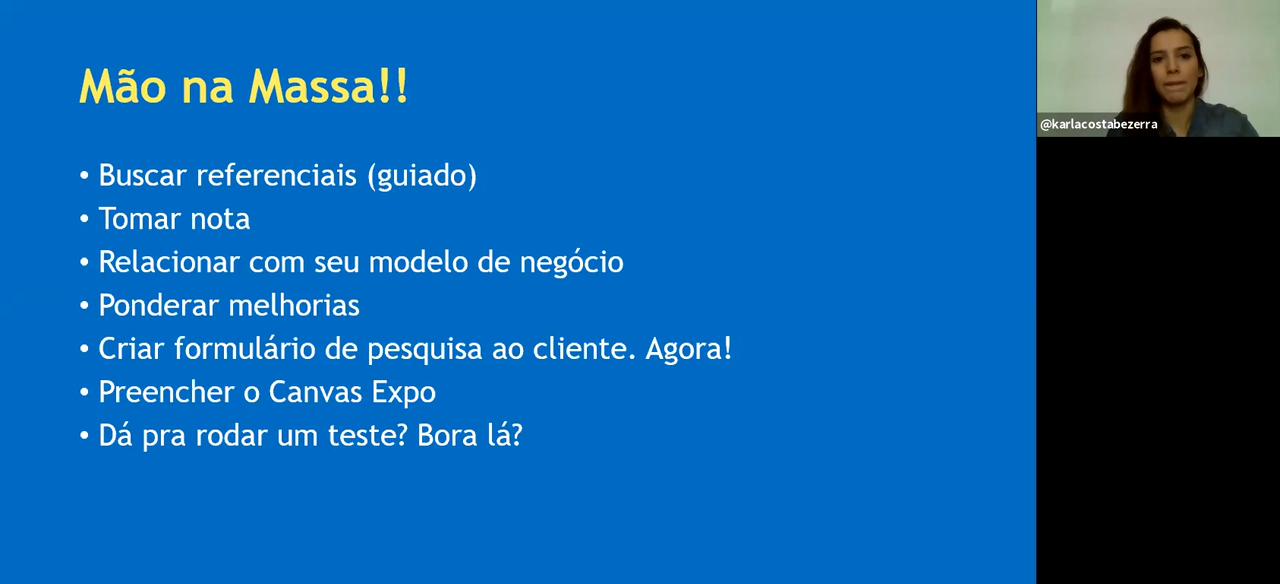 Mão na Massa!!
• Buscar referenciais (guiado)
• Tomar nota
• Relacionar com seu modelo de negócio
• Ponderar melhorias
• Criar formulário de pesquisa ao cliente. Agora!
• Preencher o Canvas Expo
• Dá pra rodar um teste? Bora lá?
@karlacostabezerra